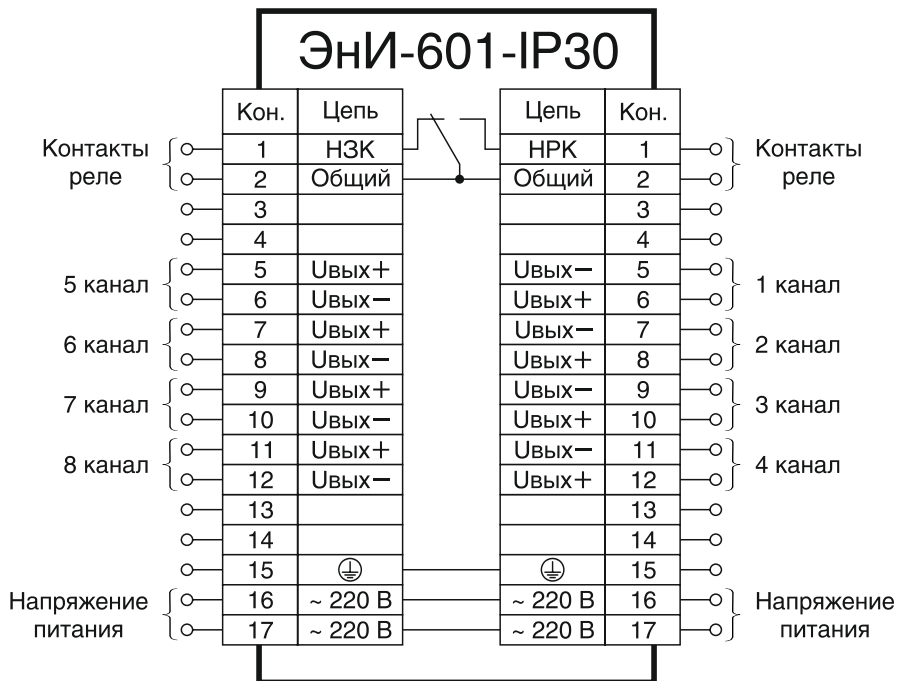 ЭнИ-601-IP30
Кон. Цепь Цепь Кон.
Контакты реле 1 НЗК НРК 1 Контакты реле
2 Общий Общий 2
3 3
4 4
5 канал 5 Uвых+ Uвых− 5 1 канал
6 Uвых− Uвых+ 6
6 канал 7 Uвых+ Uвых− 7 2 канал
8 Uвых− Uвых+ 8
7 канал 9 Uвых+ Uвых− 9 3 канал
10 Uвых− Uвых+ 10
8 канал 11 Uвых+ Uвых− 11 4 канал
12 Uвых− Uвых+ 12
13 13
14 14
15 15
Напряжение питания 16 ~ 220 В ~ 220 В 16 Напряжение питания
17 ~ 220 В ~ 220 В 17